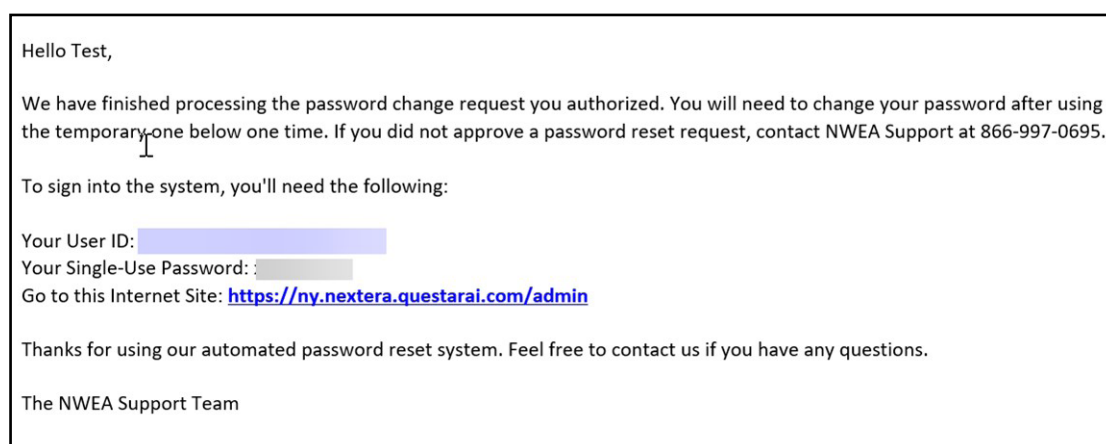 Hello Test,
We have finished processing the password change request you authorized. You will need to change your password after using
the temporary one below one time. If you did not approve a password reset request, contact NWEA Support at 866-997-0695.
To sign into the system, you'll need the following:
Your User ID:
Your Single-Use Password:
Go to this Internet Site: https://ny.nextera.questarai.com/admin
Thanks for using our automated password reset system. Feel free to contact us if you have any questions.
The NWEA Support Team